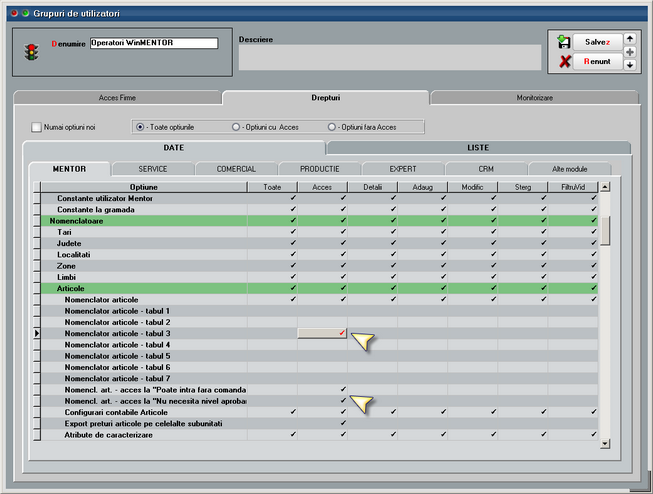 Grupuri de utilizatori
Denumire Operatori WinMENTOR
Descriere
Salvez
Renunt
Acces Firme Drepturi Monitorizare
Numai optiuni noi - Toate optiunile - Optiuni cu Acces - Optiuni fara Acces
DATE LISTE
MENTOR SERVICE COMERCIAL PRODUCTIE EXPERT CRM Alte module
Optiune Toate Acces Detalii Adaug Modific Sterg FiltruVid
Constante utilizator Mentor
Constante la gramada
Nomenclatoare
Tari
Judete
Localitati
Zone
Limbi
Articole
Nomenclator articole
Nomenclator articole - tabul 1
Nomenclator articole - tabul 2
Nomenclator articole - tabul 3
Nomenclator articole - tabul 4
Nomenclator articole - tabul 5
Nomenclator articole - tabul 6
Nomenclator articole - tabul 7
Nomencl. art. - acces la "Poate intra fara comanda
Nomencl. art. - acces la "Nu necesita nivel aproba
Configurari contabile Articole
Export preturi articole pe celelalte subunitati
Atribute de caracterizare